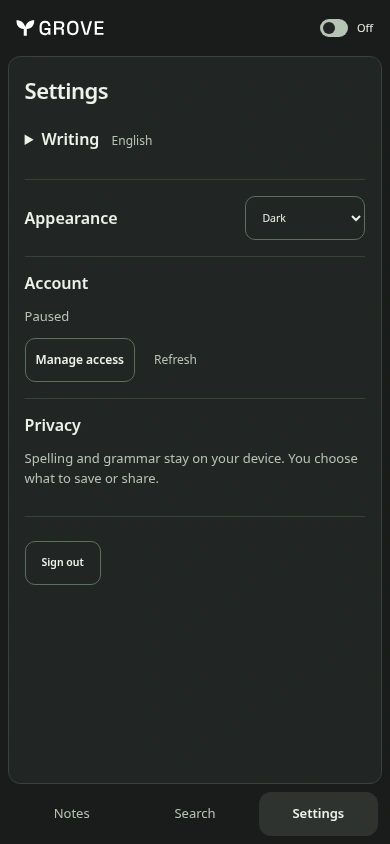 GROVE
Off
Settings
Writing English
Appearance Dark
Account
Paused
Manage access Refresh
Privacy
Spelling and grammar stay on your device. You choose
what to save or share.
Sign out
Notes Search Settings